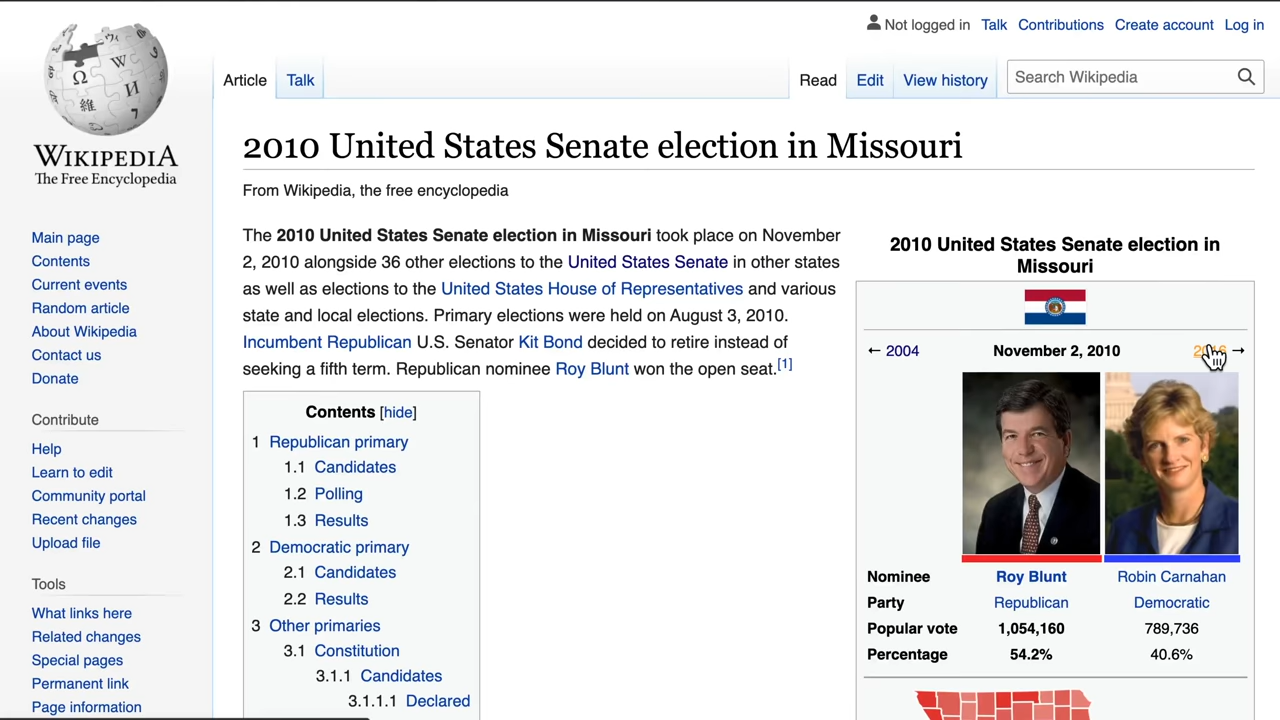 Not logged in Talk Contributions Create account Log in
Article Talk Read Edit View history Search Wikipedia
WIKIPEDIA
The Free Encyclopedia
Main page
Contents
Current events
Random article
About Wikipedia
Contact us
Donate
Contribute
Help
Learn to edit
Community portal
Recent changes
Upload file
Tools
What links here
Related changes
Special pages
Permanent link
Page information
2010 United States Senate election in Missouri
From Wikipedia, the free encyclopedia
The 2010 United States Senate election in Missouri took place on November
2, 2010 alongside 36 other elections to the United States Senate in other states
as well as elections to the United States House of Representatives and various
state and local elections. Primary elections were held on August 3, 2010.
Incumbent Republican U.S. Senator Kit Bond decided to retire instead of
seeking a fifth term. Republican nominee Roy Blunt won the open seat.[1]
Contents [hide]
1 Republican primary
1.1 Candidates
1.2 Polling
1.3 Results
2 Democratic primary
2.1 Candidates
2.2 Results
3 Other primaries
3.1 Constitution
3.1.1 Candidates
3.1.1.1 Declared
2010 United States Senate election in
Missouri
← 2004 November 2, 2010 →
Nominee Roy Blunt Robin Carnahan
Party Republican Democratic
Popular vote 1,054,160 789,736
Percentage 54.2% 40.6%